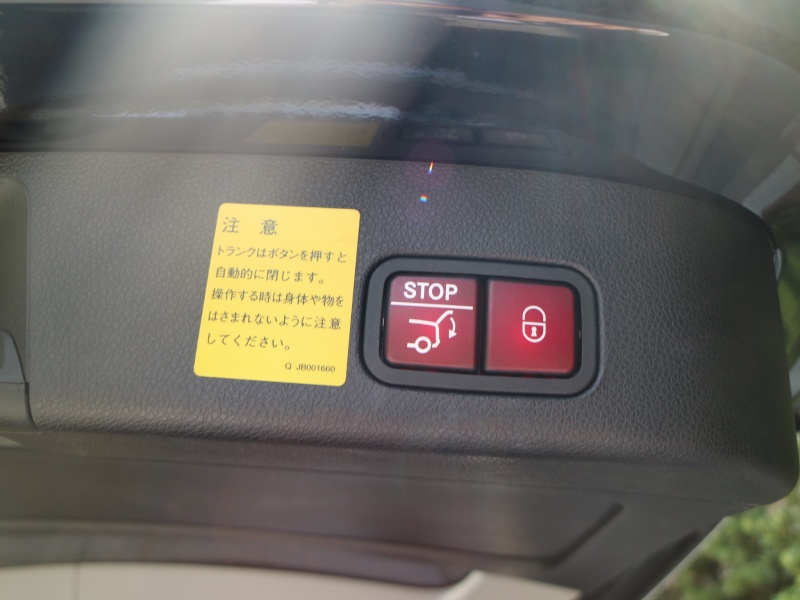 注 意
トランクはボタンを押すと
自動的に閉じます。
操作する時は身体や物を
はさまれないように注意
してください。
Q JB001660
STOP